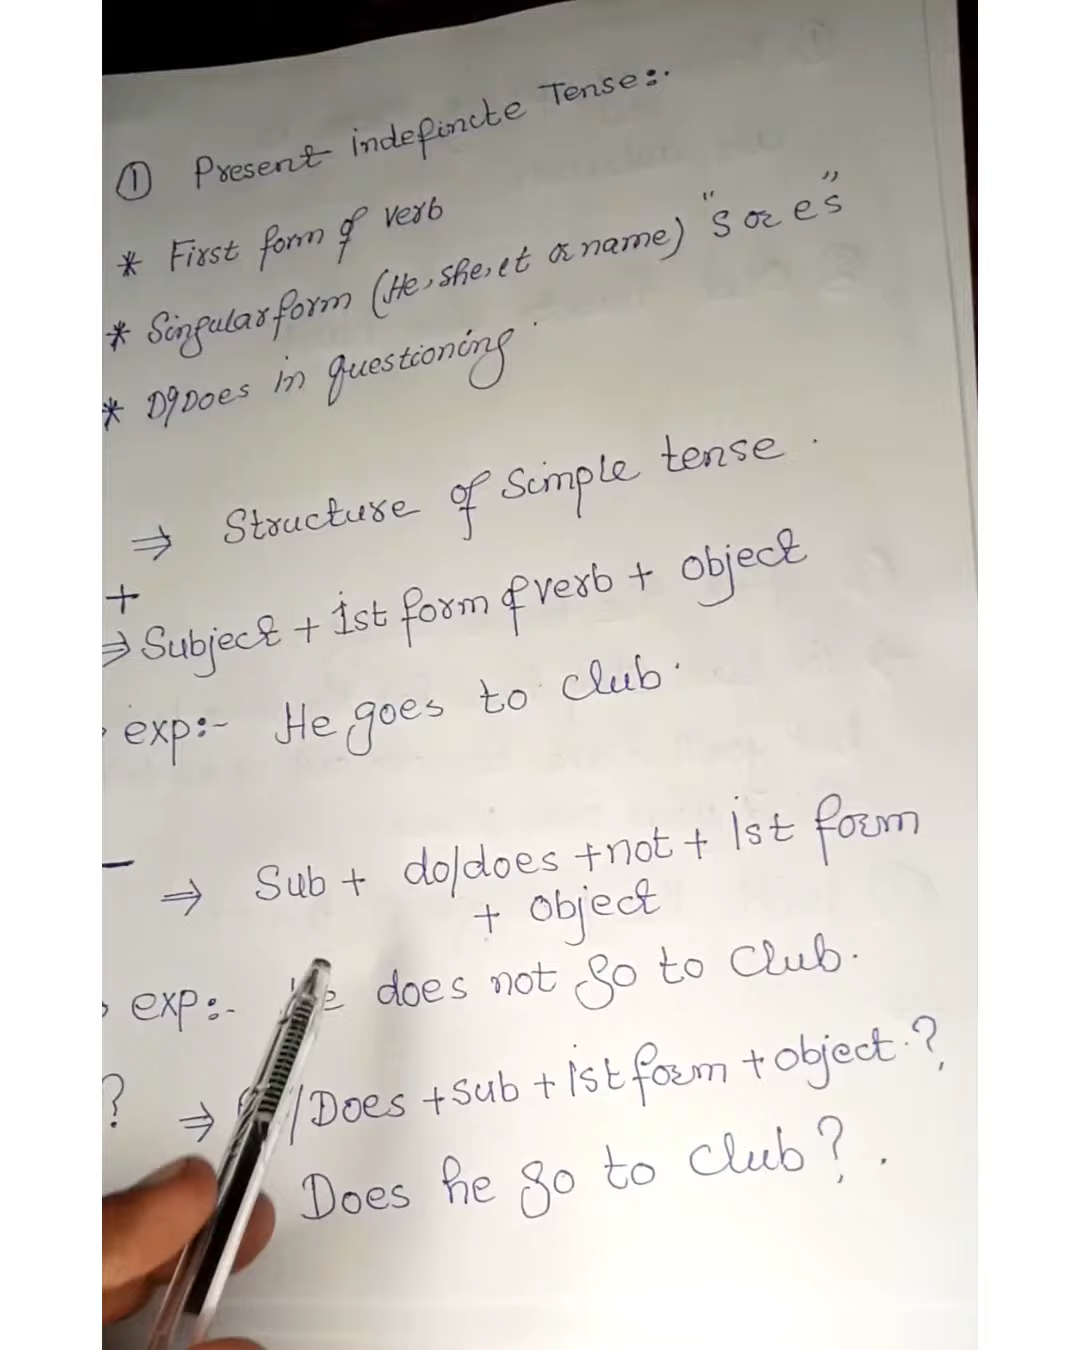 ① Present indefinite Tense:.
* First form of verb
* Singular form (He, she, it or name) "s or es"
* Do/Does in questioning.
⇒ Structure of Simple tense.
+
⇒ Subject + 1st form of verb + object
exp:- He goes to club.
-
⇒ Sub + do/does + not + 1st form
+ object
exp:- does not go to club.
?
⇒ /Does + sub + 1st form + object.?
Does he go to club?.